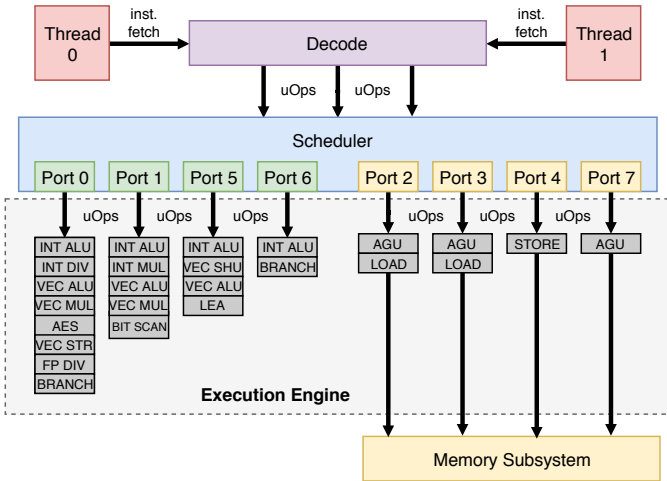 Thread
0
inst.
fetch
Decode
inst.
fetch
Thread
1
uOps
uOps
Scheduler
Port 0
Port 1
Port 5
Port 6
Port 2
Port 3
Port 4
Port 7
uOps
uOps
uOps
uOps
uOps
uOps
INT ALU
INT DIV
VEC ALU
VEC MUL
AES
VEC STR
FP DIV
BRANCH
INT ALU
INT MUL
VEC ALU
VEC MUL
BIT SCAN
INT ALU
VEC SHU
VEC ALU
LEA
INT ALU
BRANCH
AGU
LOAD
AGU
LOAD
STORE
AGU
Execution Engine
Memory Subsystem